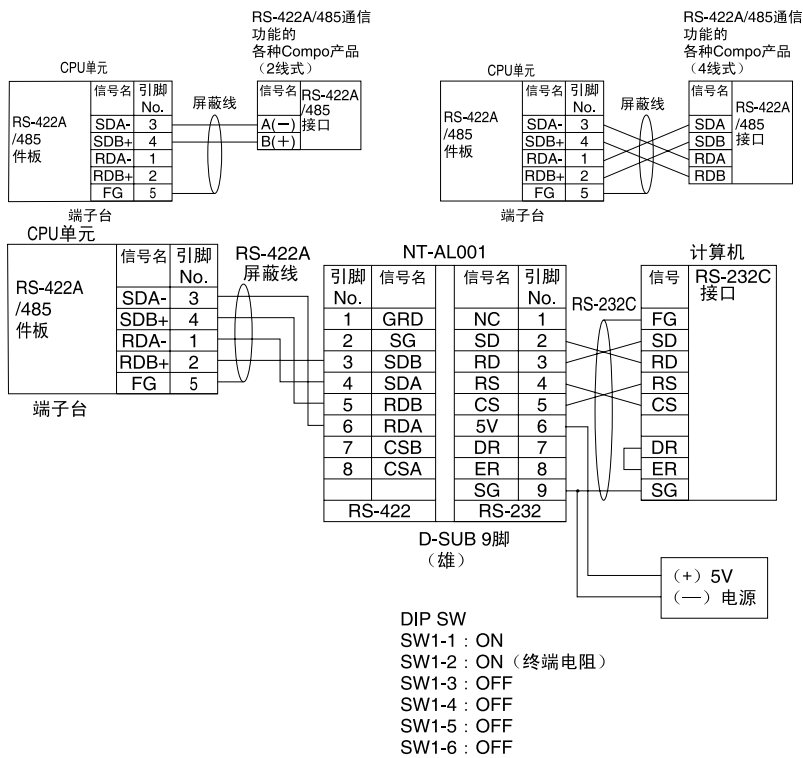 RS-422A/485通信
功能的
各种Compo产品
（2线式）
CPU单元
RS-422A
/485
件板
信号名 引脚
No.
SDA- 3
SDB+ 4
RDA- 1
RDB+ 2
FG 5
端子台
屏蔽线
信号名
A(−)
B(+)
RS-422A
/485
接口
RS-422A/485通信
功能的
各种Compo产品
（4线式）
CPU单元
RS-422A
/485
件板
信号名 引脚
No.
SDA- 3
SDB+ 4
RDA- 1
RDB+ 2
FG 5
端子台
屏蔽线
信号名
SDA
SDB
RDA
RDB
RS-422A
/485
接口
CPU单元
RS-422A
/485
件板
信号名 引脚
No.
SDA- 3
SDB+ 4
RDA- 1
RDB+ 2
FG 5
端子台
RS-422A
屏蔽线
NT-AL001
引脚 信号名
No.
1 GRD
2 SG
3 SDB
4 SDA
5 RDB
6 RDA
7 CSB
8 CSA
RS-422
信号名 引脚
No.
NC 1
SD 2
RD 3
RS 4
CS 5
5V 6
DR 7
ER 8
SG 9
RS-232
D-SUB 9脚
（雄）
RS-232C
计算机
信号 RS-232C
接口
FG
SD
RD
RS
CS
DR
ER
SG
（+）5V
（—）电源
DIP SW
SW1-1：ON
SW1-2：ON（终端电阻）
SW1-3：OFF
SW1-4：OFF
SW1-5：OFF
SW1-6：OFF